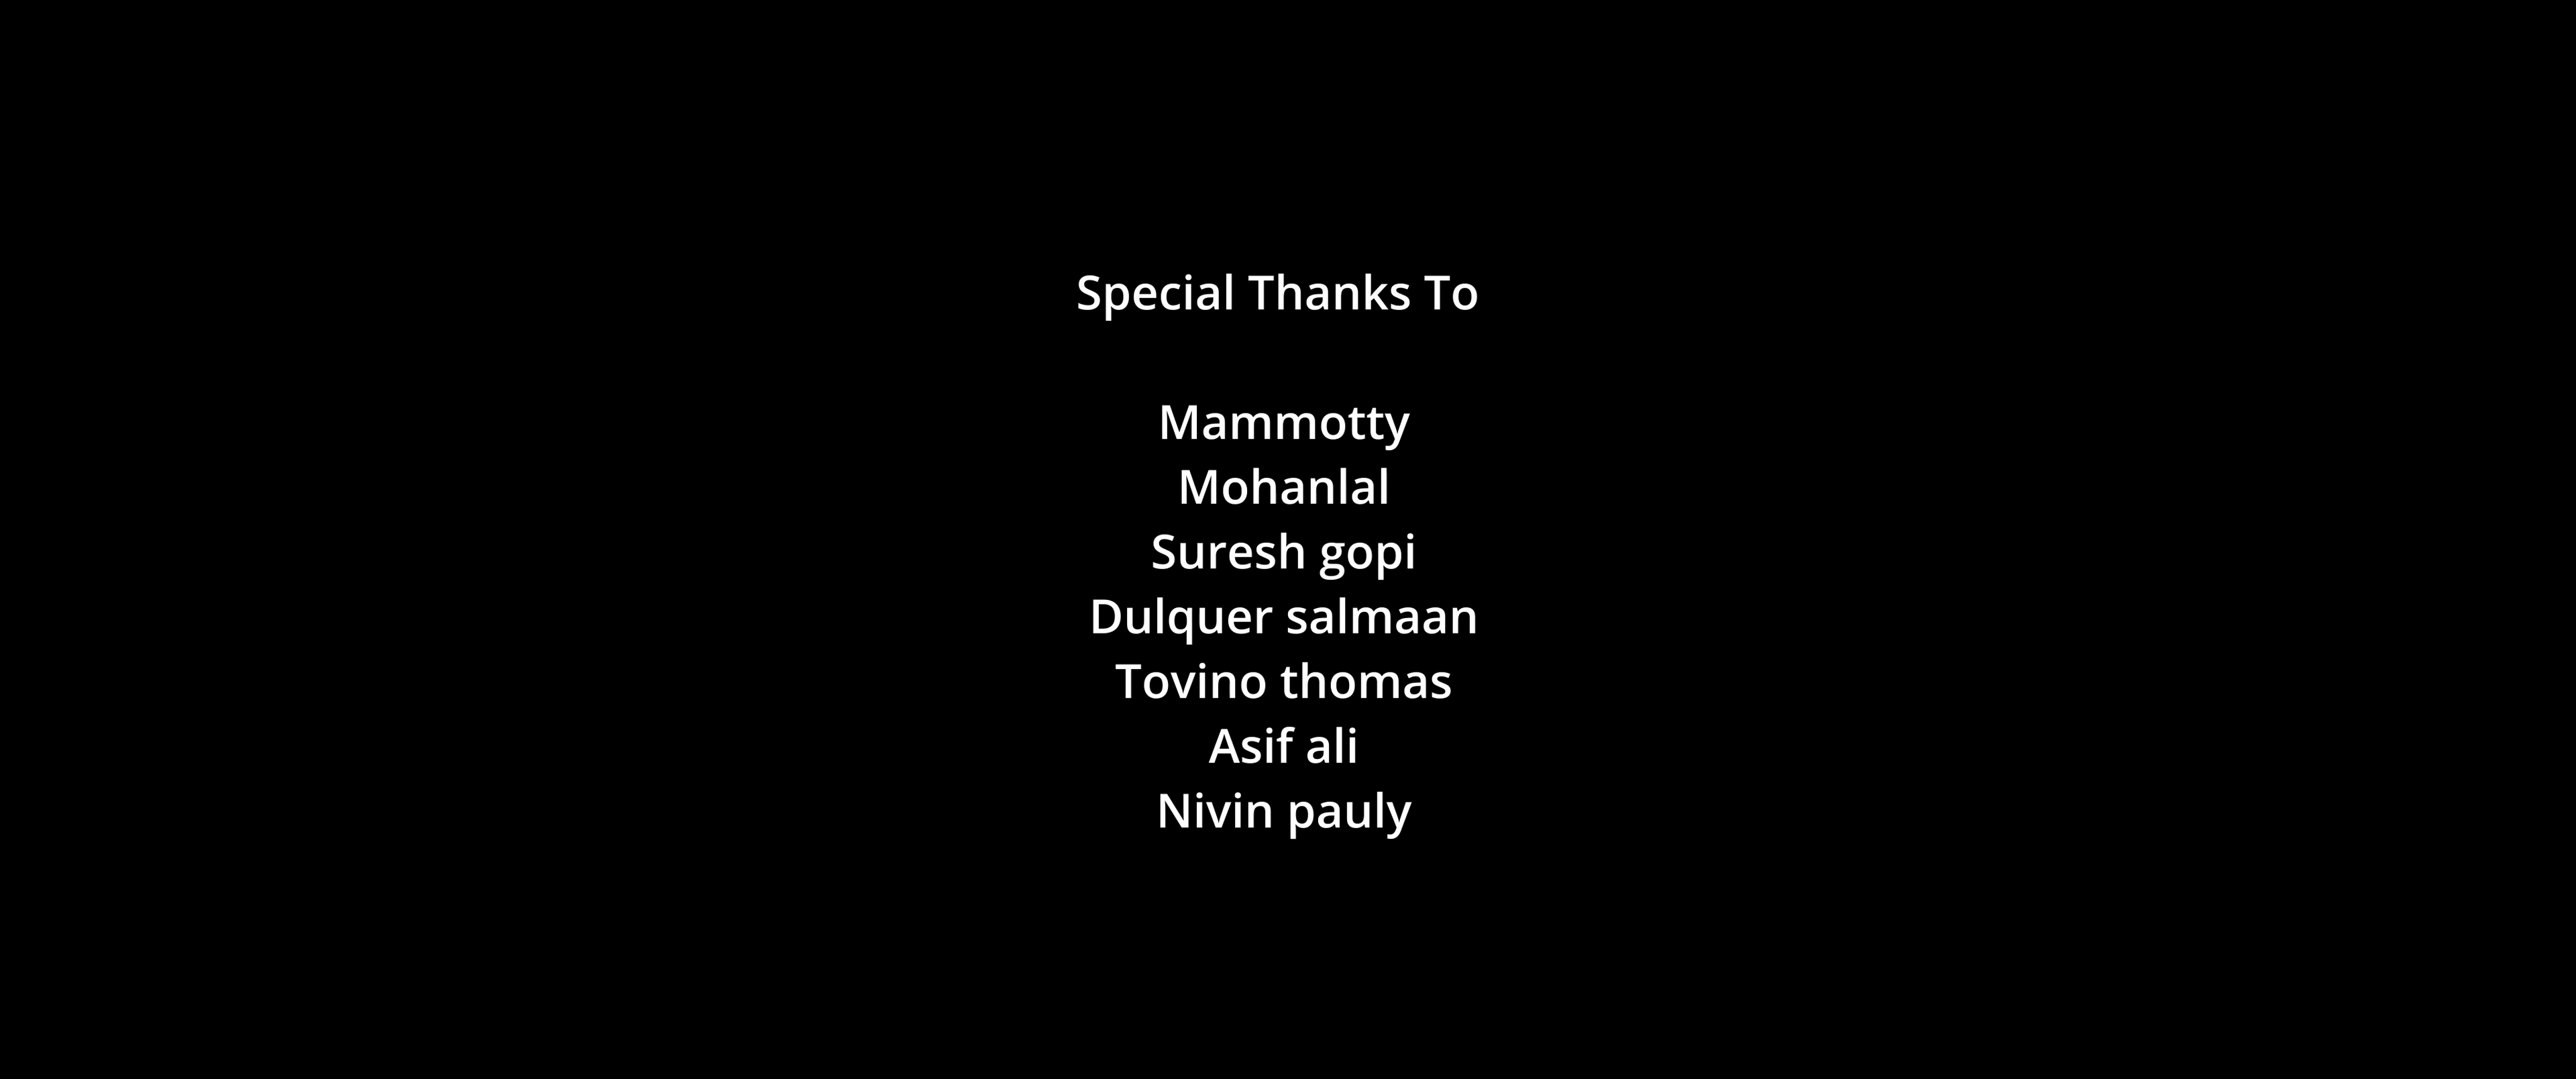 Special Thanks To
Mammotty
Mohanlal
Suresh gopi
Dulquer salmaan
Tovino thomas
Asif ali
Nivin pauly